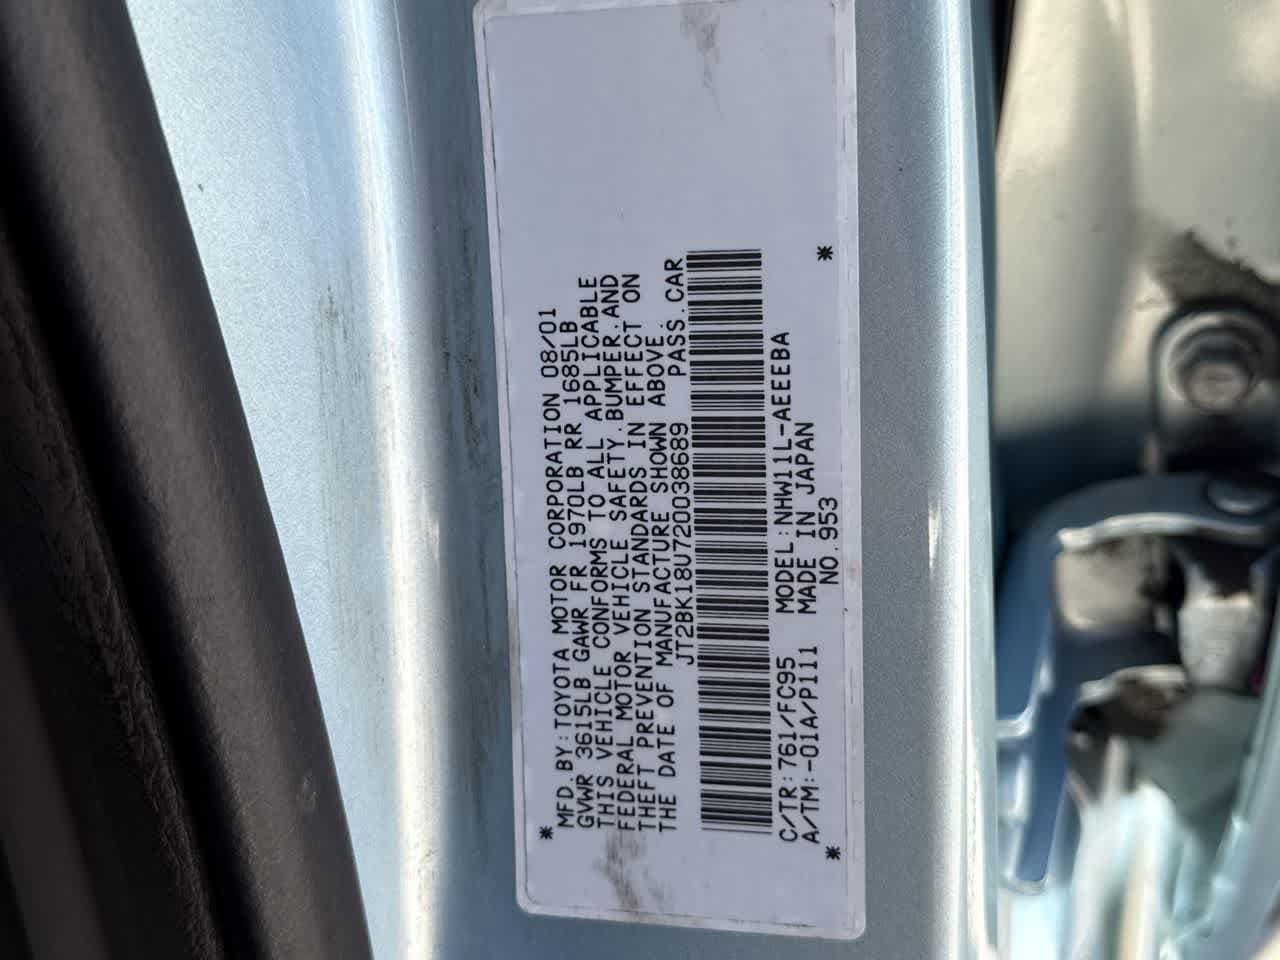 * MFD.BY:TOYOTA MOTOR CORPORATION 08/01
GVWR 3615LB GAWR FR 1970LB RR 1685LB
THIS VEHICLE CONFORMS TO ALL APPLICABLE
FEDERAL MOTOR VEHICLE SAFETY.BUMPER.AND
THEFT PREVENTION STANDARDS IN EFFECT ON
THE DATE OF MANUFACTURE SHOWN ABOVE.
JT2BK18U720038689 PASS.CAR
C/TR:761/FC95 MODEL:NHW11L-AEEEBA
A/TM:-01A/P111 MADE IN JAPAN
* NO.953 *